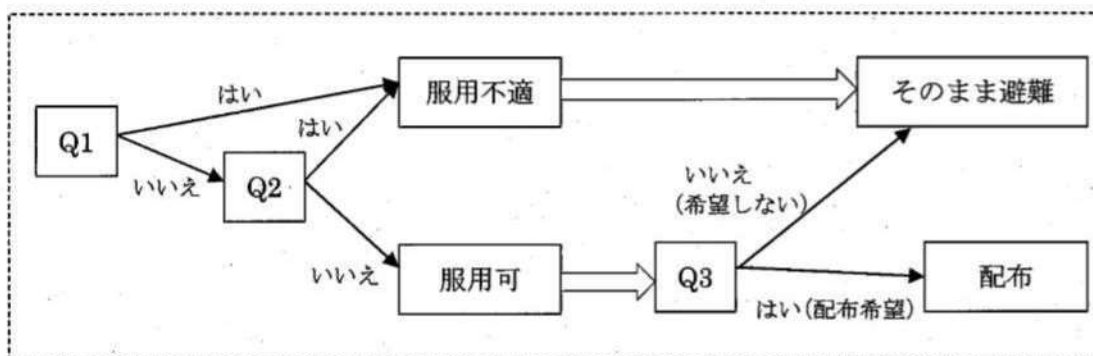 はい
服用不適
そのまま避難
Q1
はい
いいえ
Q2
いいえ
(希望しない)
いいえ
服用可
Q3
配布
はい(配布希望)